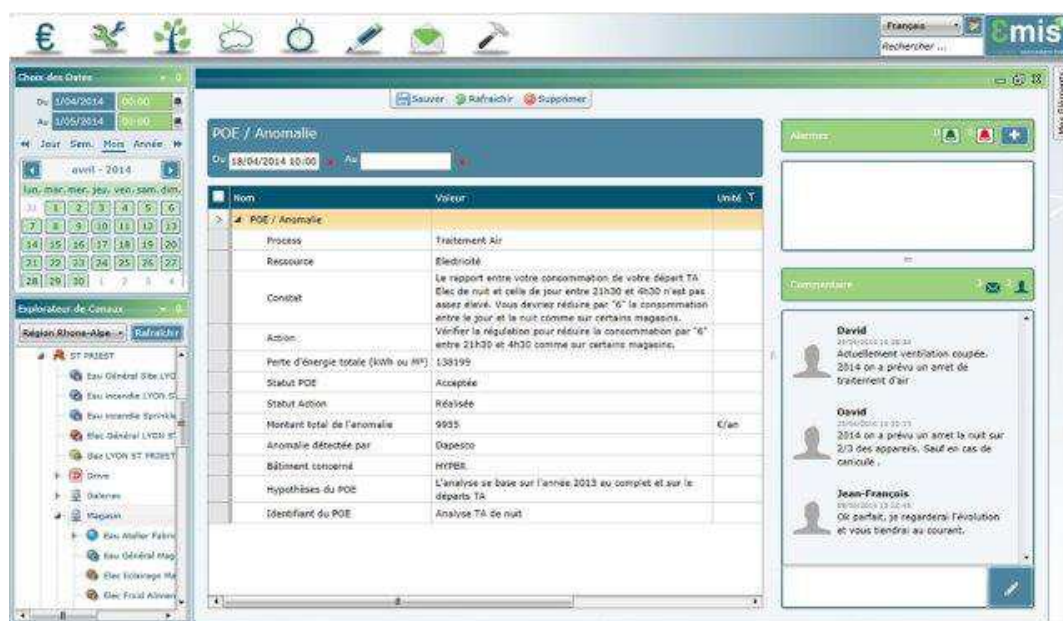 Français
Rechercher ...
Emis
Choix des Dates
Du 1/04/2014 00:00
Au 1/05/2014 00:00
Jour Sem. Mois Année
avril - 2014
lun. mar. mer. jeu. ven. sam. dim.
31 1 2 3 4 5 6
7 8 9 10 11 12 13
14 15 16 17 18 19 20
21 22 23 24 25 26 27
28 29 30 1 2 3 4
Explorateur de Canaux
Région Rhone-Alpe Rafraîchir
ST PRIEST
Eau Général Site LYO
Eau incendie LYON S
Eau incendie Sprinkle
Elec Général LYON S
Gaz LYON ST PRIEST
Drive
Galeries
Magasin
Eau Atelier Fabri
Eau Général Mag
Elec Eclairage Ma
Elec Froid Alimen
Sauver Rafraichir Supprimer
POE / Anomalie
Du 18/04/2014 10:00 Au
Nom Valeur Unité
POE / Anomalie
Process Traitement Air
Ressource Electricité
Constat Le rapport entre votre consommation de votre départ TA
Elec de nuit et celle de jour entre 21h30 et 4h30 n'est pas
assez élevé. Vous devriez réduire par "6" la consommation
entre le jour et la nuit comme sur certains magasins.
Action Vérifier la régulation pour réduire la consommation par "6"
entre 21h30 et 4h30 comme sur certains magasins.
Perte d'énergie totale (kWh ou M³) 138199
Statut POE Acceptée
Statut Action Réalisée
Montant total de l'anomalie 9935 €/an
Anomalie détectée par Dapesco
Bâtiment concerné HYPER
Hypothèses du POE L'analyse se base sur l'année 2013 au complet et sur le
départs TA
Identifiant du POE Analyse TA de nuit
Alarmes
Commentaire
David
Actuellement ventilation coupée.
2014 on a prévu un arret de
traitement d'air
David
2014 on a prévu un arret la nuit sur
2/3 des appareils. Sauf en cas de
canicule .
Jean-François
Ok parfait, je regarderai l'évolution
et vous tiendrai au courant.